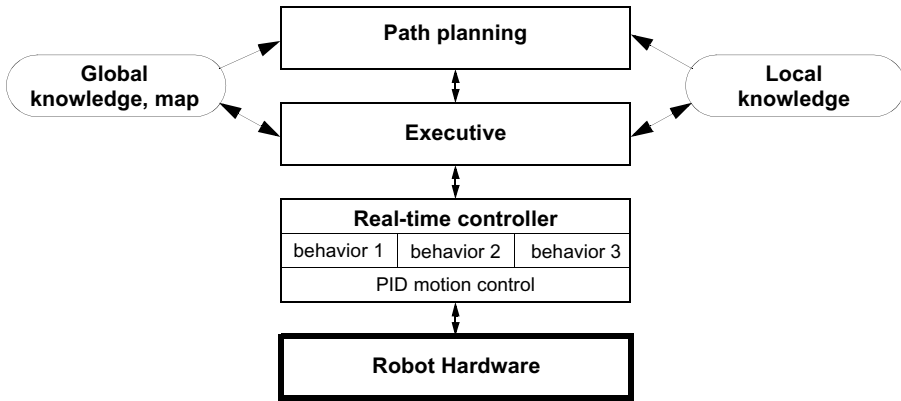 Path planning
Global
knowledge, map
Local
knowledge
Executive
Real-time controller
behavior 1
behavior 2
behavior 3
PID motion control
Robot Hardware